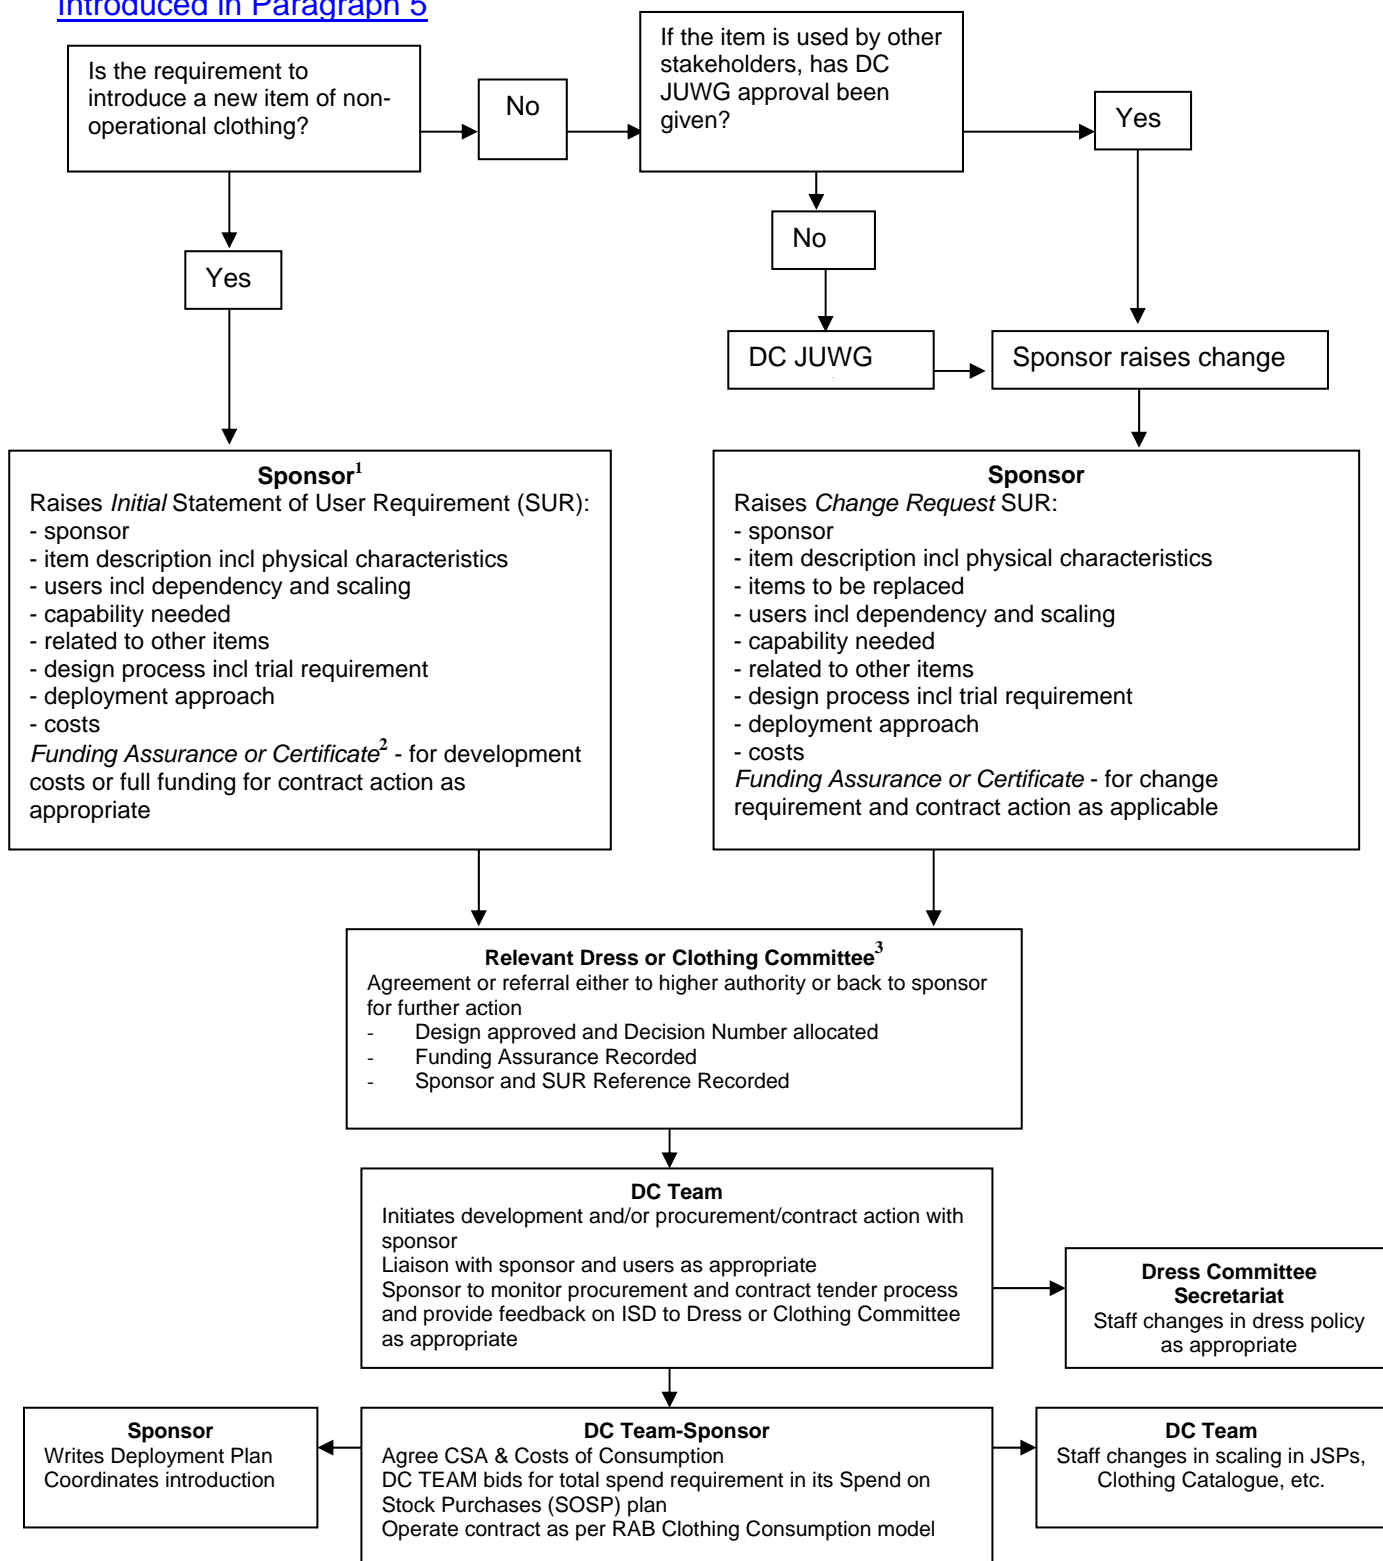 Introduced in Paragraph 5
Is the requirement to
introduce a new item of non-
operational clothing?
No
If the item is used by other
stakeholders, has DC
JUWG approval been
given?
Yes
No
Yes
DC JUWG
Sponsor raises change
Sponsor1
Raises Initial Statement of User Requirement (SUR):
- sponsor
- item description incl physical characteristics
- users incl dependency and scaling
- capability needed
- related to other items
- design process incl trial requirement
- deployment approach
- costs
Funding Assurance or Certificate2 - for development
costs or full funding for contract action as
appropriate
Sponsor
Raises Change Request SUR:
- sponsor
- item description incl physical characteristics
- items to be replaced
- users incl dependency and scaling
- capability needed
- related to other items
- design process incl trial requirement
- deployment approach
- costs
Funding Assurance or Certificate - for change
requirement and contract action as applicable
Relevant Dress or Clothing Committee3
Agreement or referral either to higher authority or back to sponsor
for further action
- Design approved and Decision Number allocated
- Funding Assurance Recorded
- Sponsor and SUR Reference Recorded
DC Team
Initiates development and/or procurement/contract action with
sponsor
Liaison with sponsor and users as appropriate
Sponsor to monitor procurement and contract tender process
and provide feedback on ISD to Dress or Clothing Committee
as appropriate
Dress Committee
Secretariat
Staff changes in dress policy
as appropriate
Sponsor
Writes Deployment Plan
Coordinates introduction
DC Team-Sponsor
Agree CSA & Costs of Consumption
DC TEAM bids for total spend requirement in its Spend on
Stock Purchases (SOSP) plan
Operate contract as per RAB Clothing Consumption model
DC Team
Staff changes in scaling in JSPs,
Clothing Catalogue, etc.